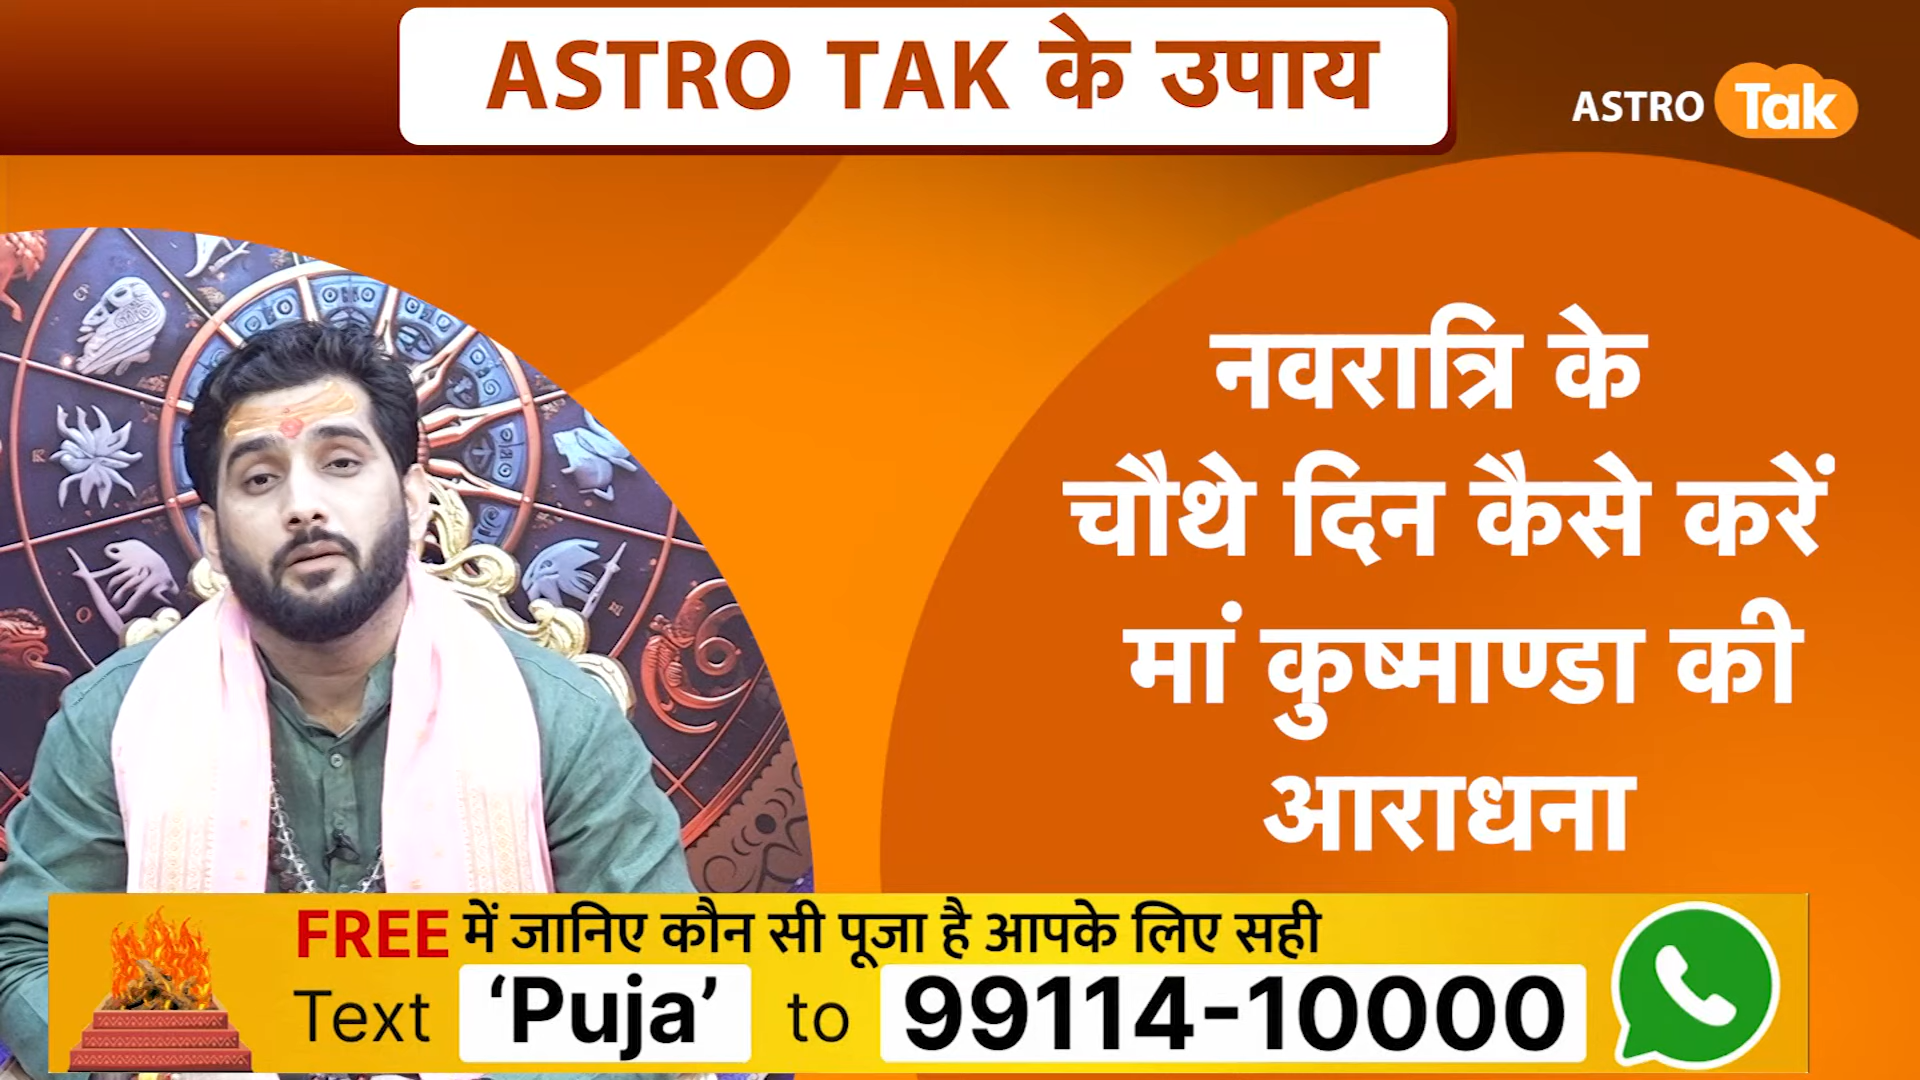 ASTRO TAK के उपाय
ASTRO Tak
नवरात्रि के
चौथे दिन कैसे करें
मां कुष्माण्डा की
आराधना
FREE में जानिए कौन सी पूजा है आपके लिए सही
Text ‘Puja’ to 99114-10000